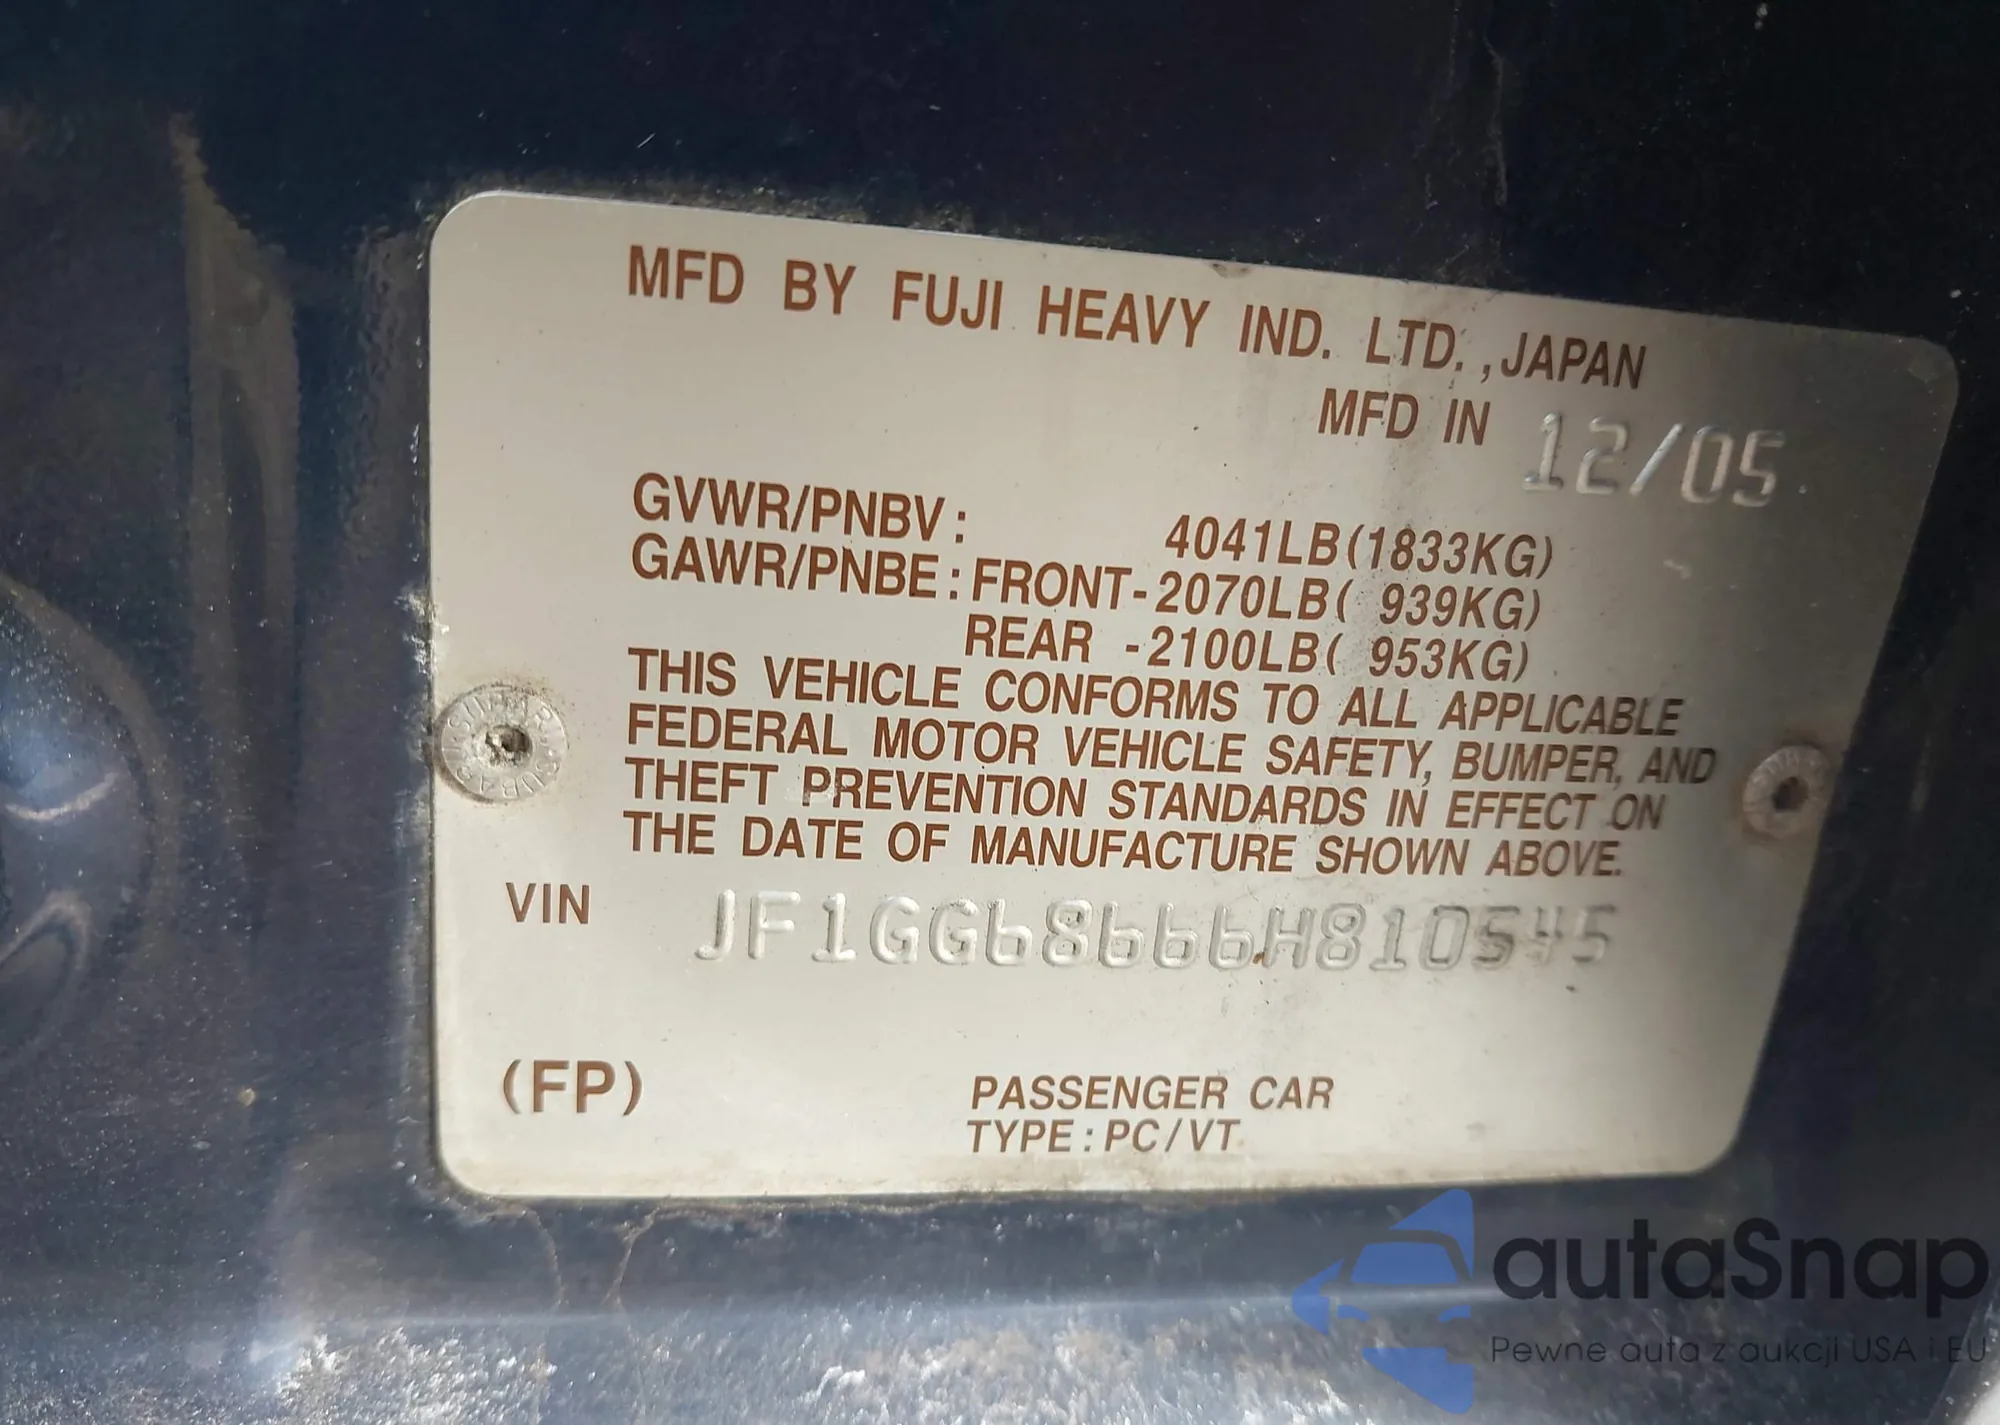 MFD BY FUJI HEAVY IND. LTD., JAPAN
MFD IN 12/05
GVWR/PNBV: 4041LB(1833KG)
GAWR/PNBE: FRONT-2070LB( 939KG)
REAR -2100LB( 953KG)
THIS VEHICLE CONFORMS TO ALL APPLICABLE
FEDERAL MOTOR VEHICLE SAFETY, BUMPER, AND
THEFT PREVENTION STANDARDS IN EFFECT ON
THE DATE OF MANUFACTURE SHOWN ABOVE.
VIN JF1GG68666H810545
(FP) PASSENGER CAR
TYPE: PC/VT
autaSnap
Pewne auta z aukcji USA i EU